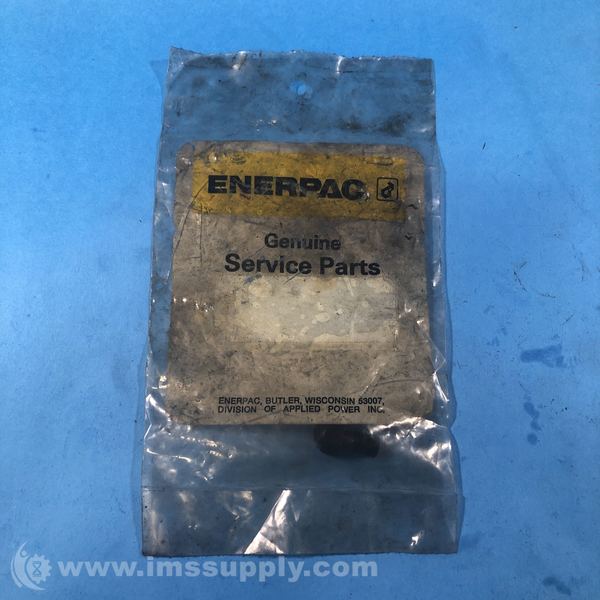 ENERPAC
Genuine
Service Parts
ENERPAC, BUTLER, WISCONSIN 53007,
DIVISION OF APPLIED POWER INC.
www.imssupply.com